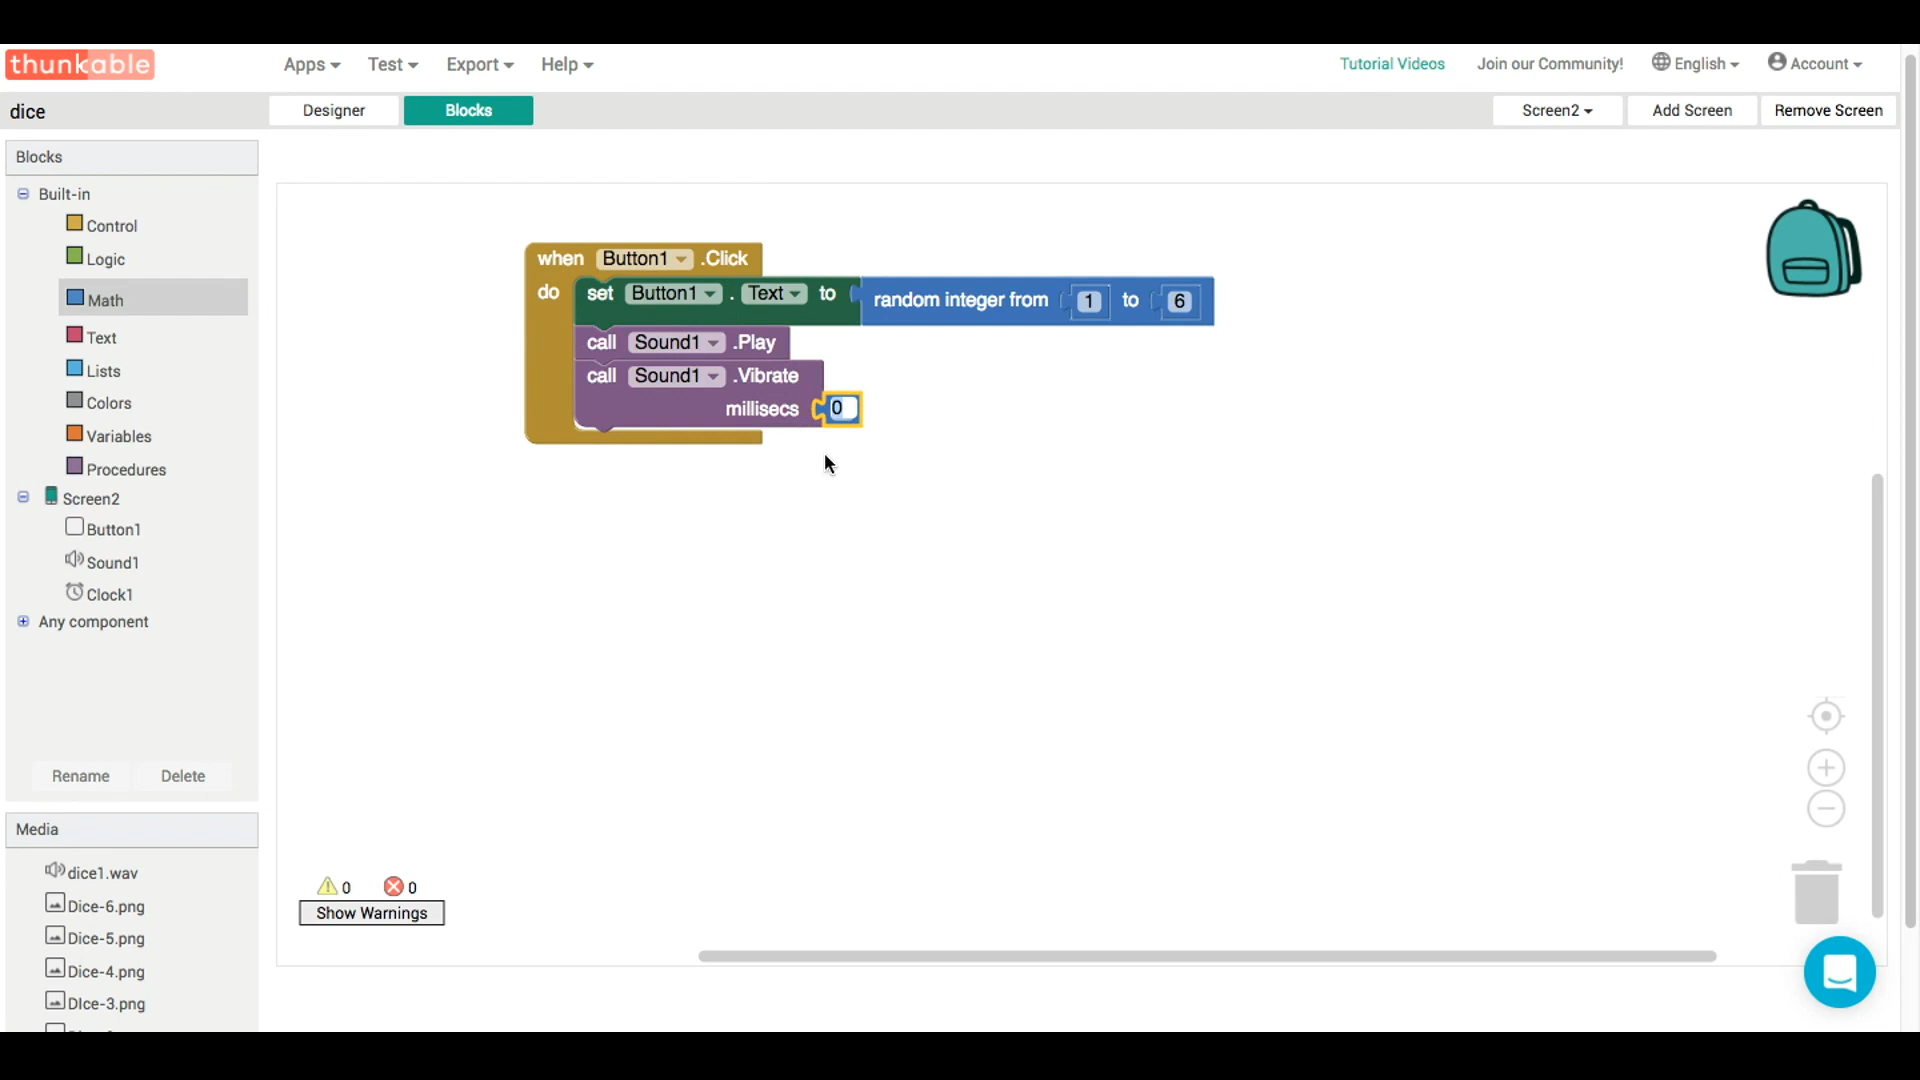 thunkable
Apps Test Export Help
Tutorial Videos Join our Community! English Account
dice
Designer Blocks
Screen2 Add Screen Remove Screen
Blocks
Built-in
Control
Logic
Math
Text
Lists
Colors
Variables
Procedures
Screen2
Button1
Sound1
Clock1
Any component
Rename Delete
Media
dice1.wav
Dice-6.png
Dice-5.png
Dice-4.png
DIce-3.png
when Button1 .Click
do set Button1 . Text to random integer from 1 to 6
call Sound1 .Play
call Sound1 .Vibrate
millisecs 0
0 0
Show Warnings